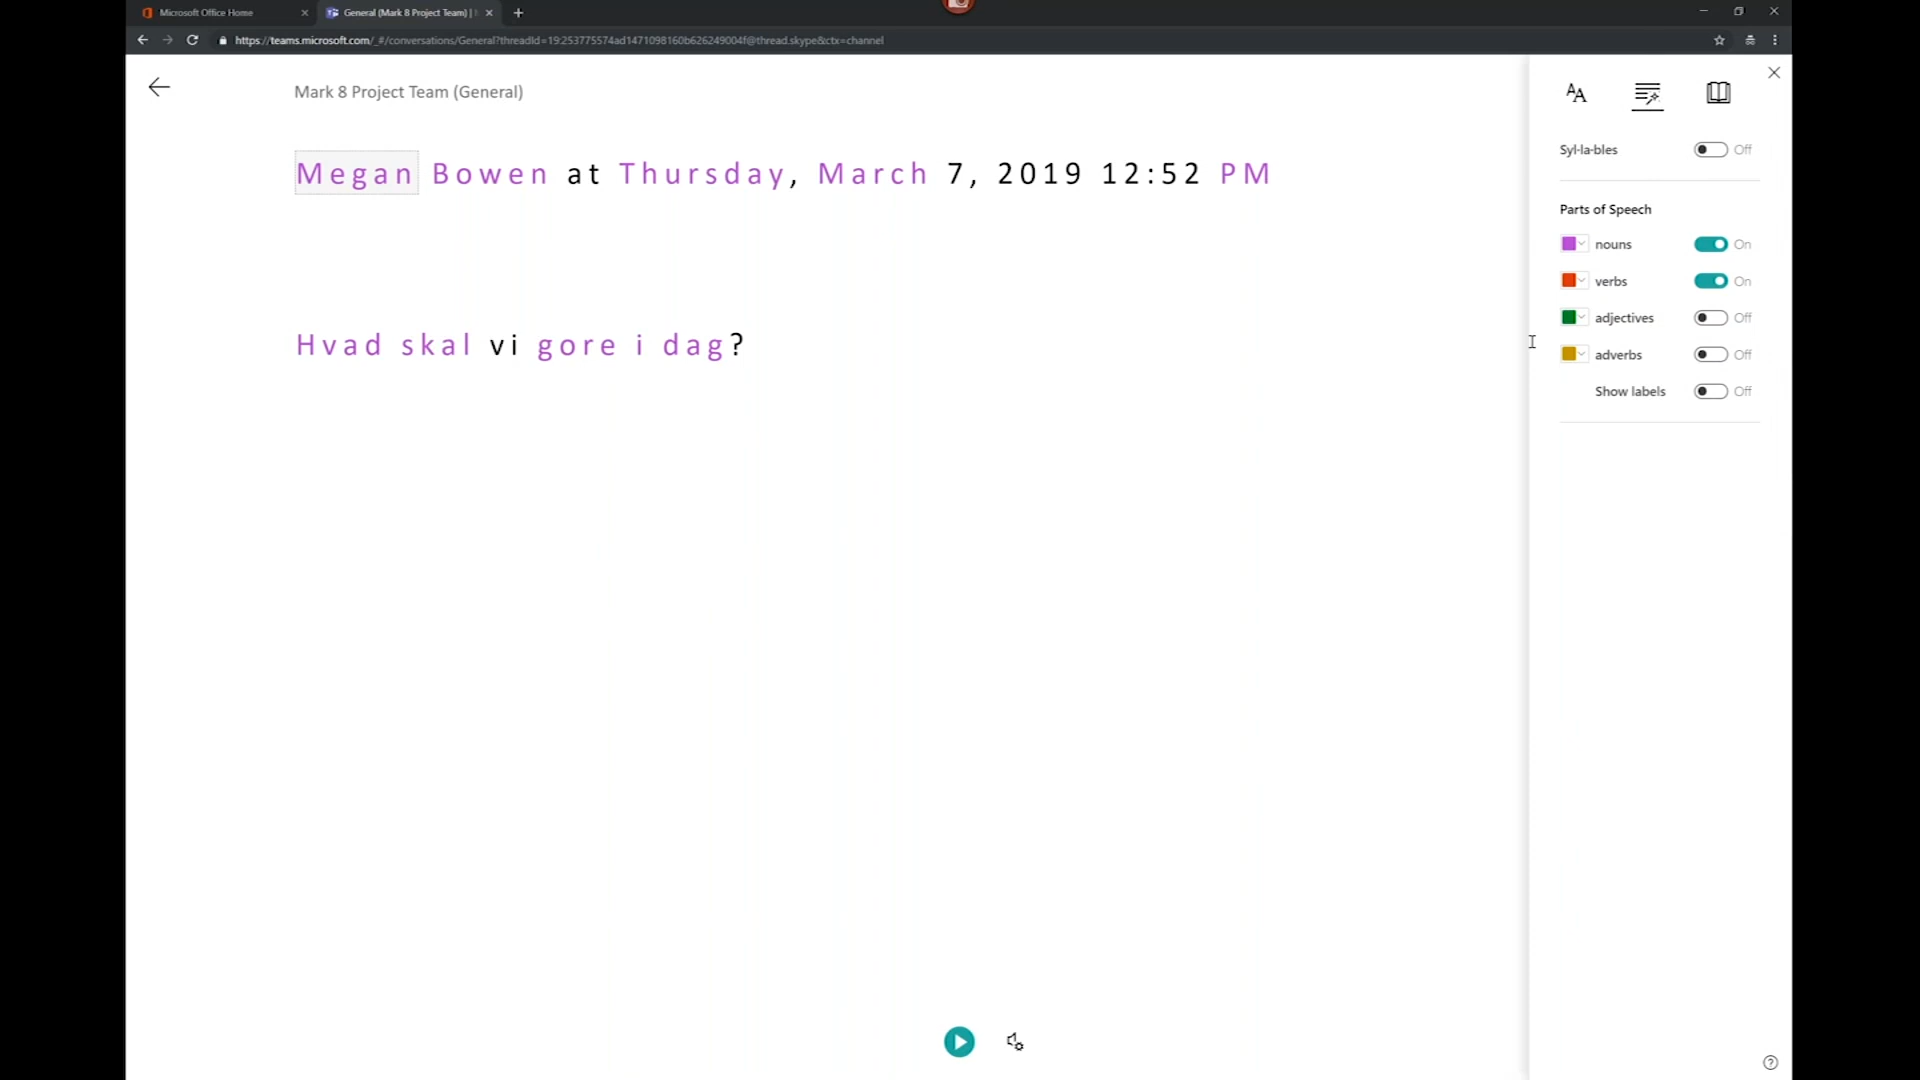 Microsoft Office Home
General (Mark 8 Project Team) |
https://teams.microsoft.com/_#/conversations/General?threadId=19:253775574ad1471098160b626249004f@thread.skype&ctx=channel
Mark 8 Project Team (General)
Megan Bowen at Thursday, March 7, 2019 12:52 PM
Hvad skal vi gore i dag?
AA
Syl·la·bles Off
Parts of Speech
nouns On
verbs On
adjectives Off
adverbs Off
Show labels Off